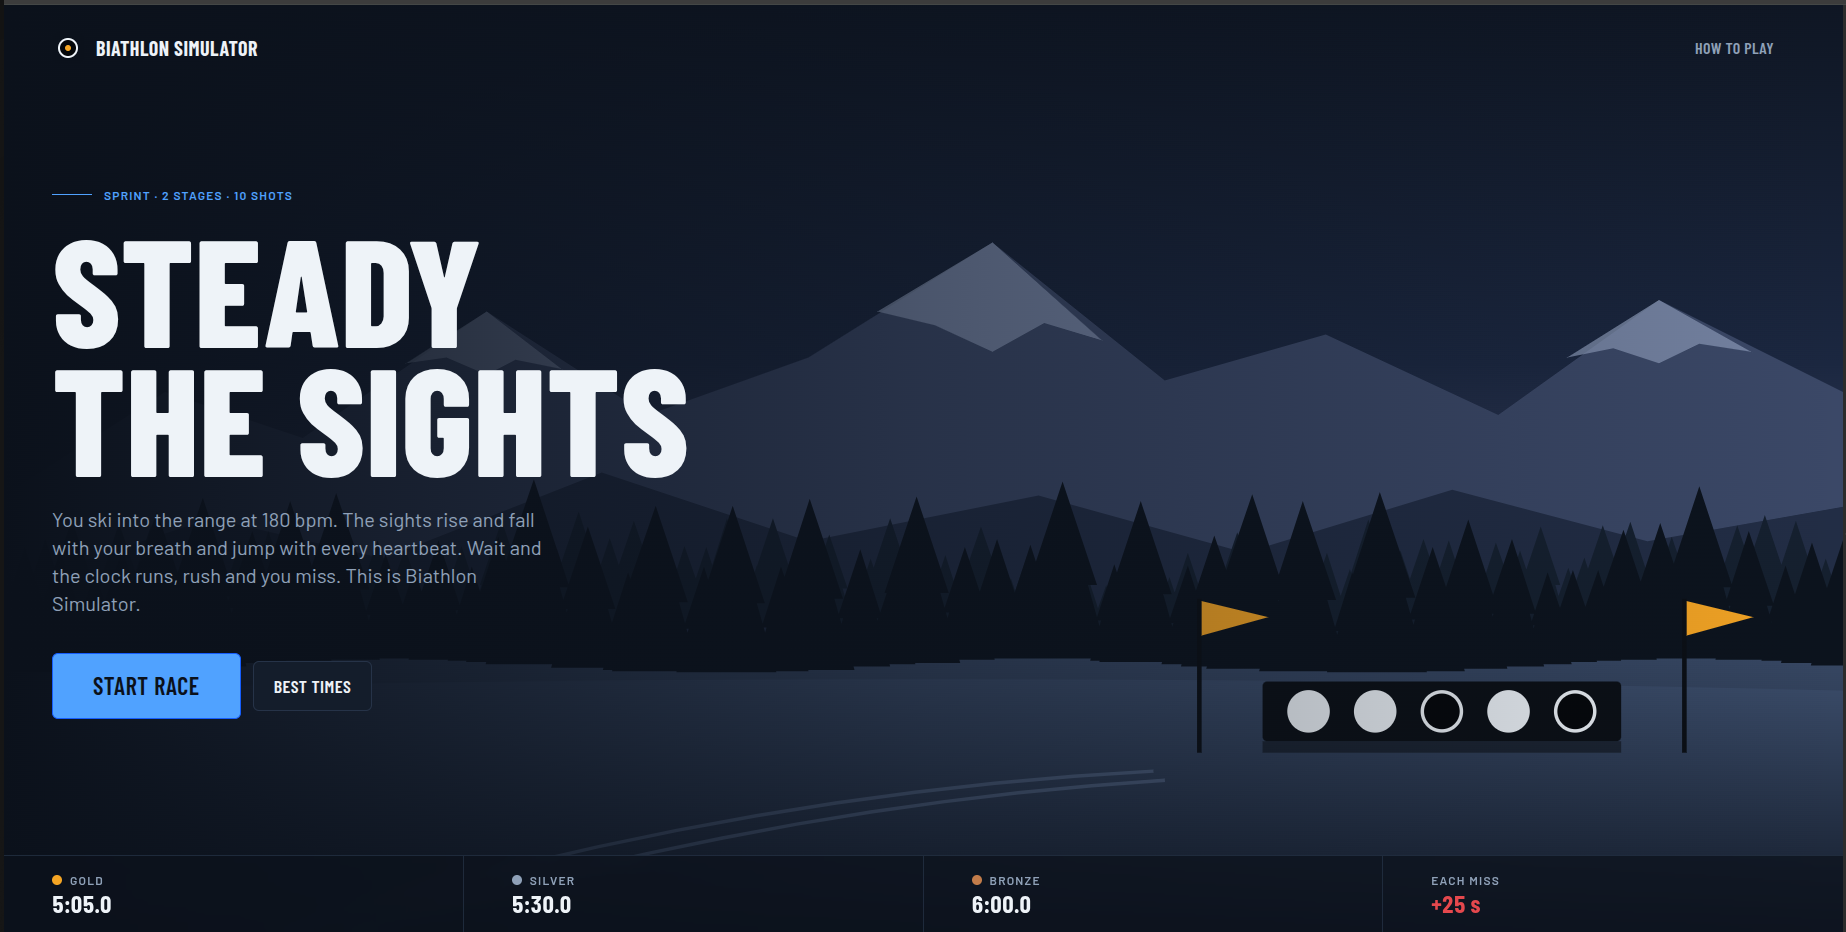 BIATHLON SIMULATOR
HOW TO PLAY
SPRINT · 2 STAGES · 10 SHOTS
STEADY
THE SIGHTS
You ski into the range at 180 bpm. The sights rise and fall
with your breath and jump with every heartbeat. Wait and
the clock runs, rush and you miss. This is Biathlon
Simulator.
START RACE
BEST TIMES
GOLD
5:05.0
SILVER
5:30.0
BRONZE
6:00.0
EACH MISS
+25 s